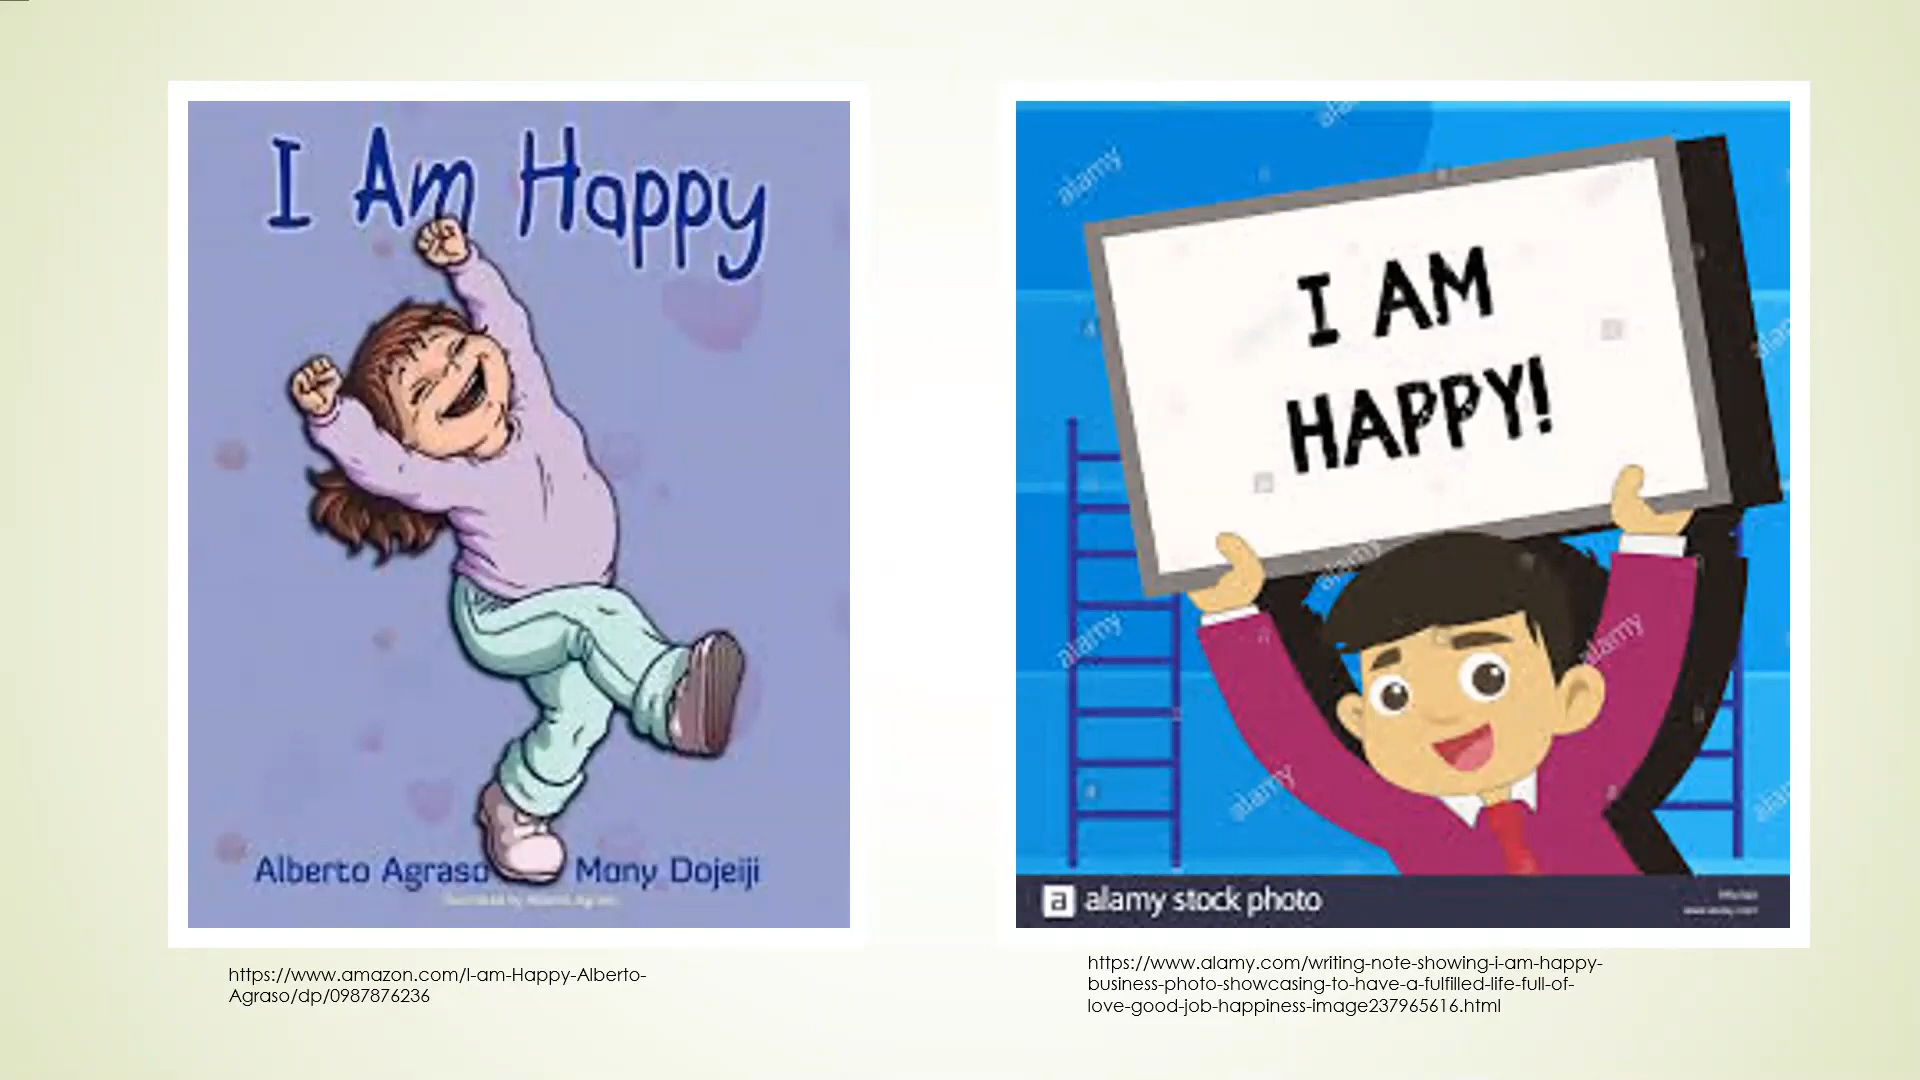 I Am Happy
Alberto Agraso Mony Dojeiji
https://www.amazon.com/I-am-Happy-Alberto-
Agraso/dp/0987876236
alamy
I AM
HAPPY!
alamy
alamy
alamy
alamy
a alamy stock photo
https://www.alamy.com/writing-note-showing-i-am-happy-
business-photo-showcasing-to-have-a-fulfilled-life-full-of-
love-good-job-happiness-image237965616.html